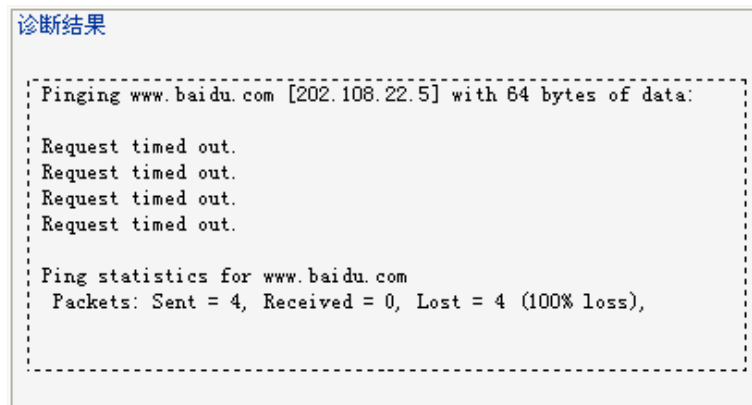 诊断结果
Pinging www.baidu.com [202.108.22.5] with 64 bytes of data:
Request timed out.
Request timed out.
Request timed out.
Request timed out.
Ping statistics for www.baidu.com
Packets: Sent = 4, Received = 0, Lost = 4 (100% loss),